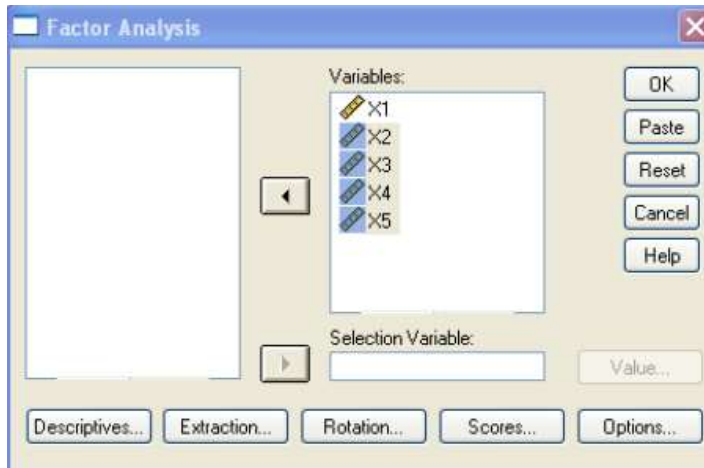 Factor Analysis
Variables:
X1
X2
X3
X4
X5
OK
Paste
Reset
Cancel
Help
Selection Variable:
Value...
Descriptives...
Extraction...
Rotation...
Scores...
Options...